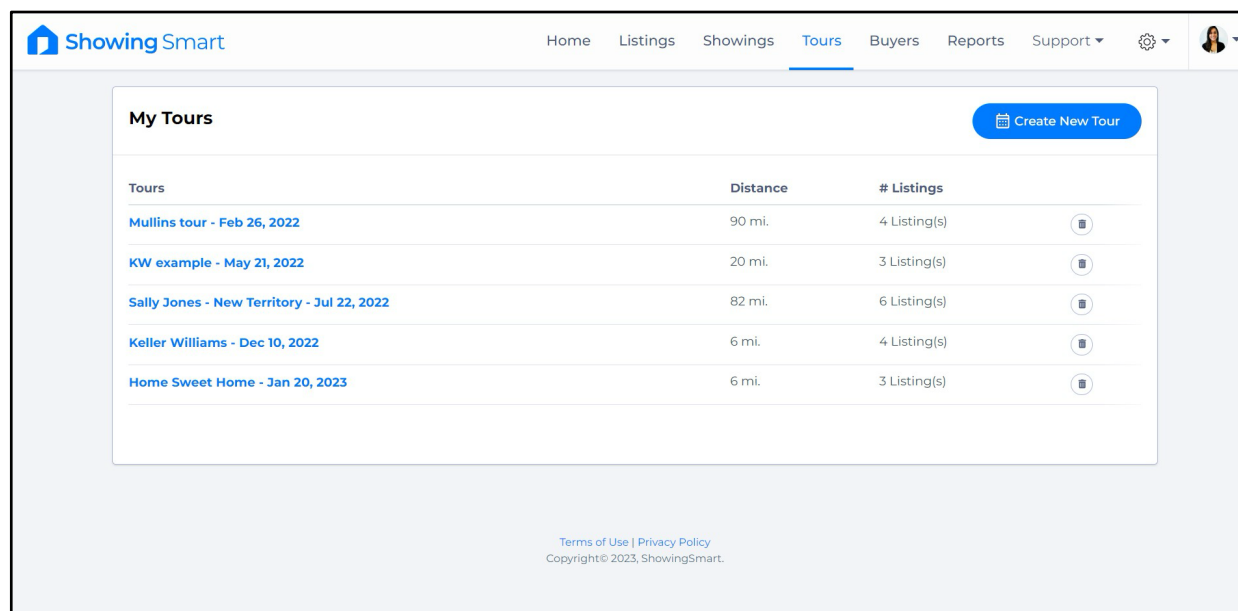 Showing Smart
Home Listings Showings Tours Buyers Reports Support
My Tours
Create New Tour
Tours Distance # Listings
Mullins tour - Feb 26, 2022 90 mi. 4 Listing(s)
KW example - May 21, 2022 20 mi. 3 Listing(s)
Sally Jones - New Territory - Jul 22, 2022 82 mi. 6 Listing(s)
Keller Williams - Dec 10, 2022 6 mi. 4 Listing(s)
Home Sweet Home - Jan 20, 2023 6 mi. 3 Listing(s)
Terms of Use | Privacy Policy
Copyright© 2023, ShowingSmart.